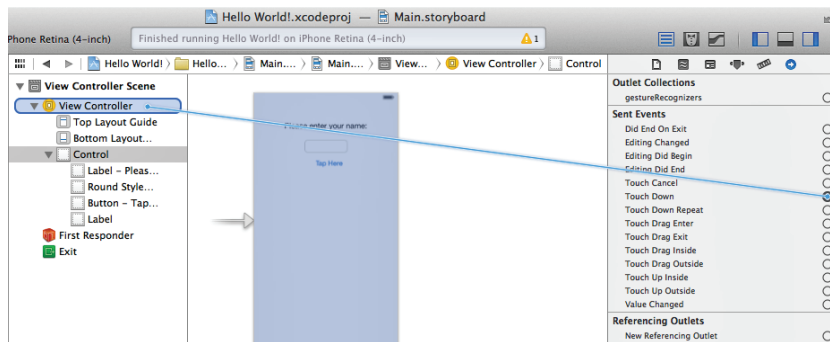 Hello World!.xcodeproj — Main.storyboard
Phone Retina (4-inch)
Finished running Hello World! on iPhone Retina (4-inch)
1
Hello World! Hello... Main.... Main.... View... View Controller Control
View Controller Scene
View Controller
Top Layout Guide
Bottom Layout...
Control
Label – Pleas...
Round Style...
Button – Tap...
Label
First Responder
Exit
Please enter your name:
Tap Here
Outlet Collections
gestureRecognizers
Sent Events
Did End On Exit
Editing Changed
Editing Did Begin
Editing Did End
Touch Cancel
Touch Down
Touch Down Repeat
Touch Drag Enter
Touch Drag Exit
Touch Drag Inside
Touch Drag Outside
Touch Up Inside
Touch Up Outside
Value Changed
Referencing Outlets
New Referencing Outlet